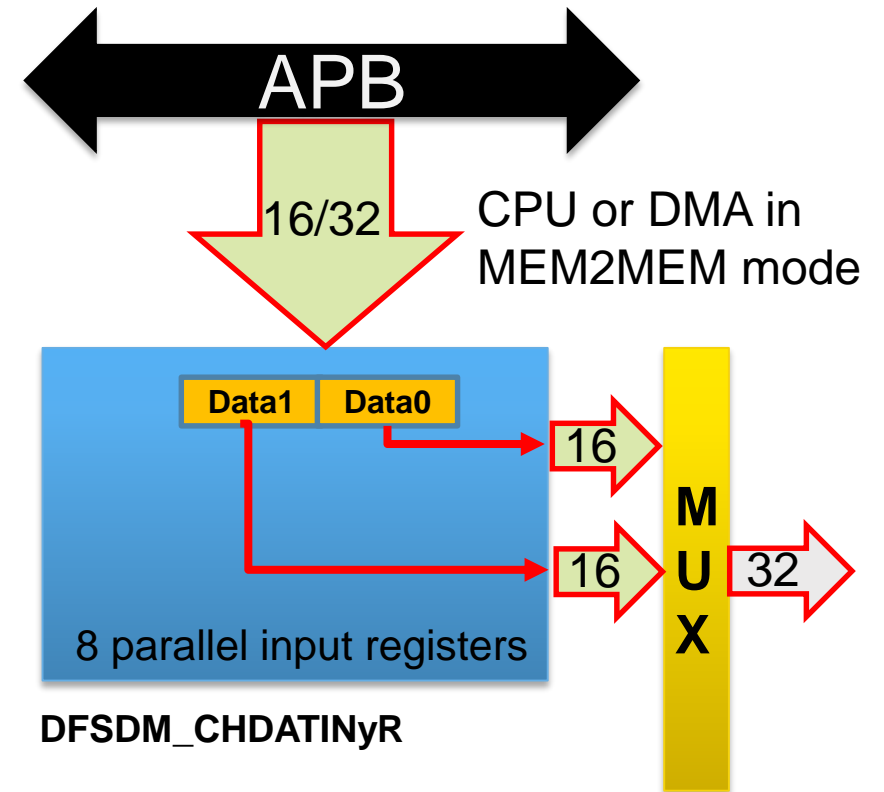 APB
16/32
CPU or DMA in
MEM2MEM mode
Data1 Data0
16
16
M
U
X
32
8 parallel input registers
DFSDM_CHDATINyR